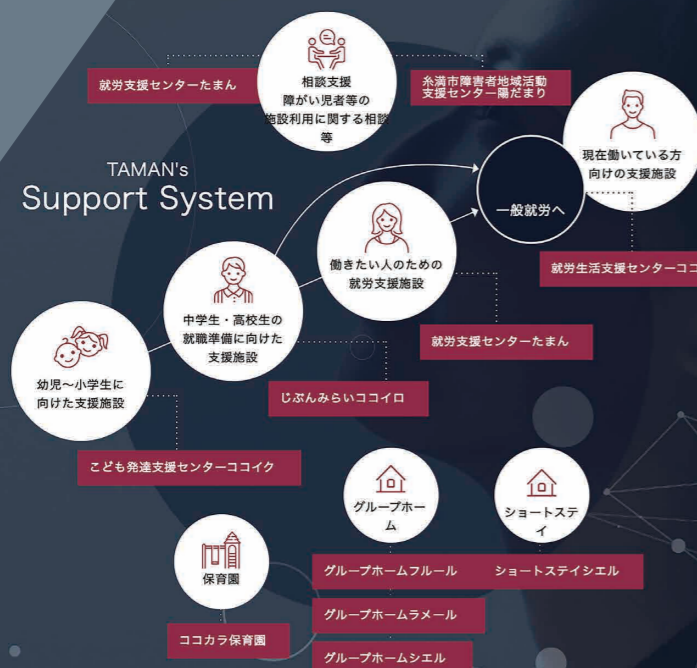 相談支援
障がい児者等の
施設利用に関する相談
等
就労支援センターたまん
糸満市障害者地域活動
支援センター陽だまり
現在働いている方
向けの支援施設
TAMAN's
Support System
一般就労へ
働きたい人のための
就労支援施設
就労生活支援センターココ
中学生・高校生の
就職準備に向けた
支援施設
就労支援センターたまん
幼児〜小学生に
向けた支援施設
じぶんみらいココイロ
こども発達支援センターココイク
グループホー
ム
ショートステ
イ
保育園
グループホームフルール
ショートステイシエル
グループホームラメール
ココカラ保育園
グループホームシエル